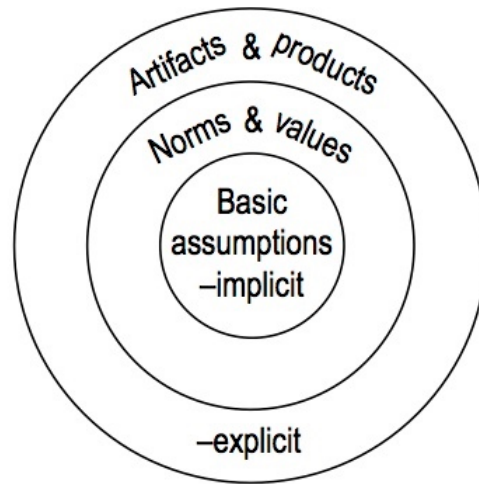 Artifacts & products
Norms & values
Basic
assumptions
–implicit
–explicit